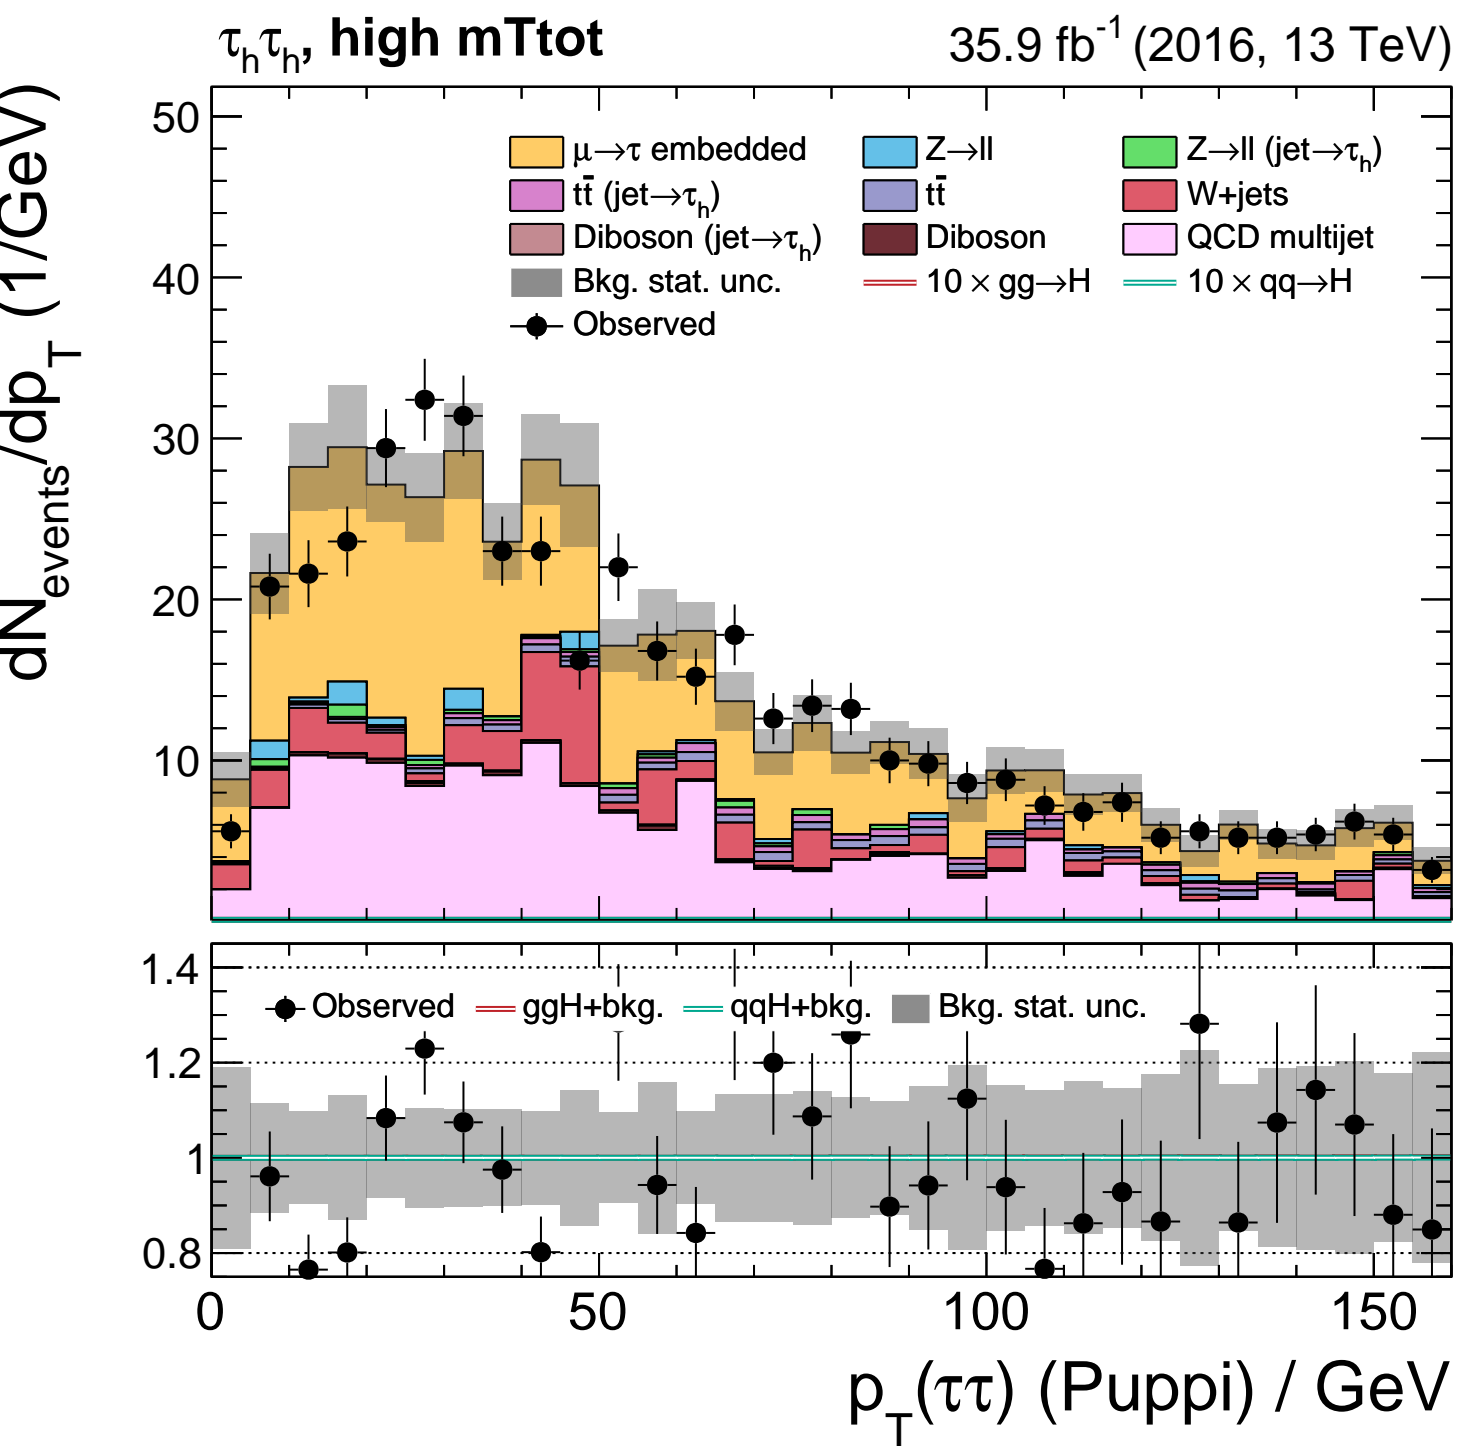 τhτh, high mTtot 35.9 fb-1 (2016, 13 TeV)
dNevents/dpT (1/GeV)
50
40
30
20
10
μ→τ embedded Z→ll Z→ll (jet→τh)
tt̄ (jet→τh) tt̄ W+jets
Diboson (jet→τh) Diboson QCD multijet
Bkg. stat. unc. 10 × gg→H 10 × qq→H
Observed
1.4
1.2
1
0.8
Observed ggH+bkg. qqH+bkg. Bkg. stat. unc.
0 50 100 150
pT(ττ) (Puppi) / GeV